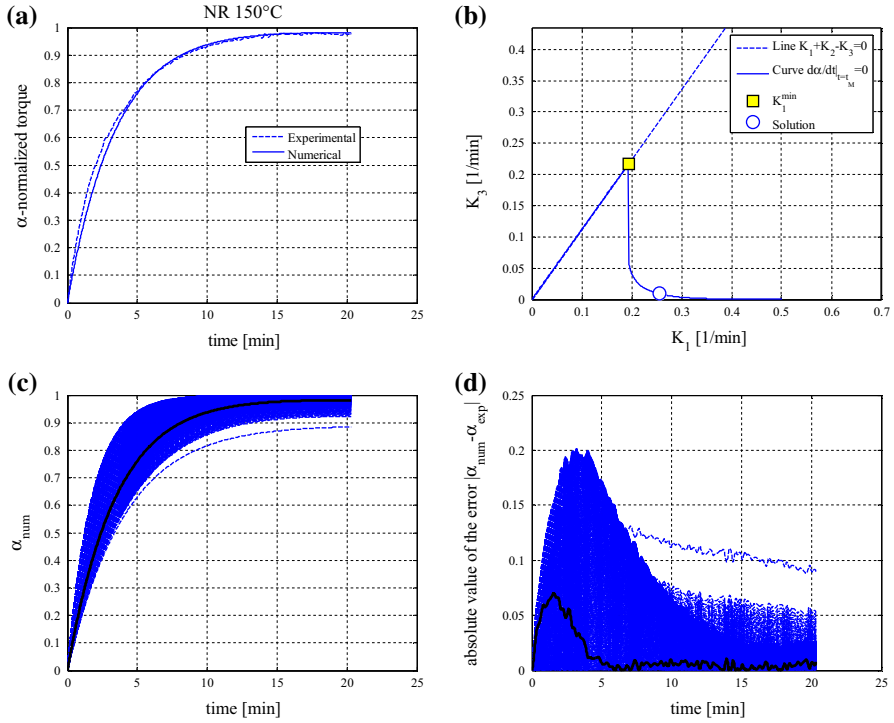 (a)
NR 150°C
1
0.9
0.8
0.7
0.6
0.5
0.4
0.3
0.2
0.1
0
α-normalized torque
Experimental
Numerical
0 5 10 15 20 25
time [min]
(b)
0.4
0.35
0.3
0.25
0.2
0.15
0.1
0.05
0
K₃ [1/min]
Line K₁+K₂-K₃=0
Curve dα/dt|t=t_M=0
K₁^min
Solution
0 0.1 0.2 0.3 0.4 0.5 0.6 0.7
K₁ [1/min]
(c)
1
0.9
0.8
0.7
0.6
0.5
0.4
0.3
0.2
0.1
0
α_num
0 5 10 15 20 25
time [min]
(d)
0.25
0.2
0.15
0.1
0.05
0
absolute value of the error |α_num-α_exp|
0 5 10 15 20 25
time [min]